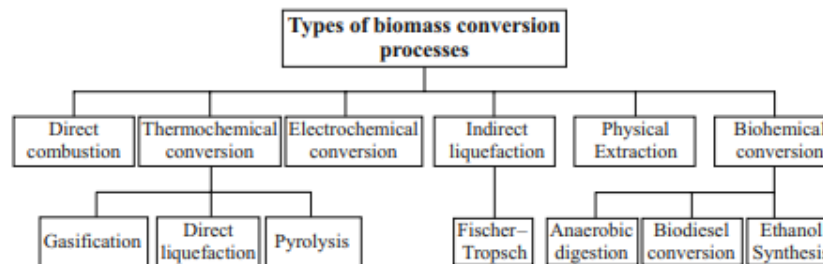 Types of biomass conversion
processes
Direct
combustion
Thermochemical
conversion
Electrochemical
conversion
Indirect
liquefaction
Physical
Extraction
Biohemical
conversion
Gasification
Direct
liquefaction
Pyrolysis
Fischer–
Tropsch
Anaerobic
digestion
Biodiesel
conversion
Ethanol
Synthesis